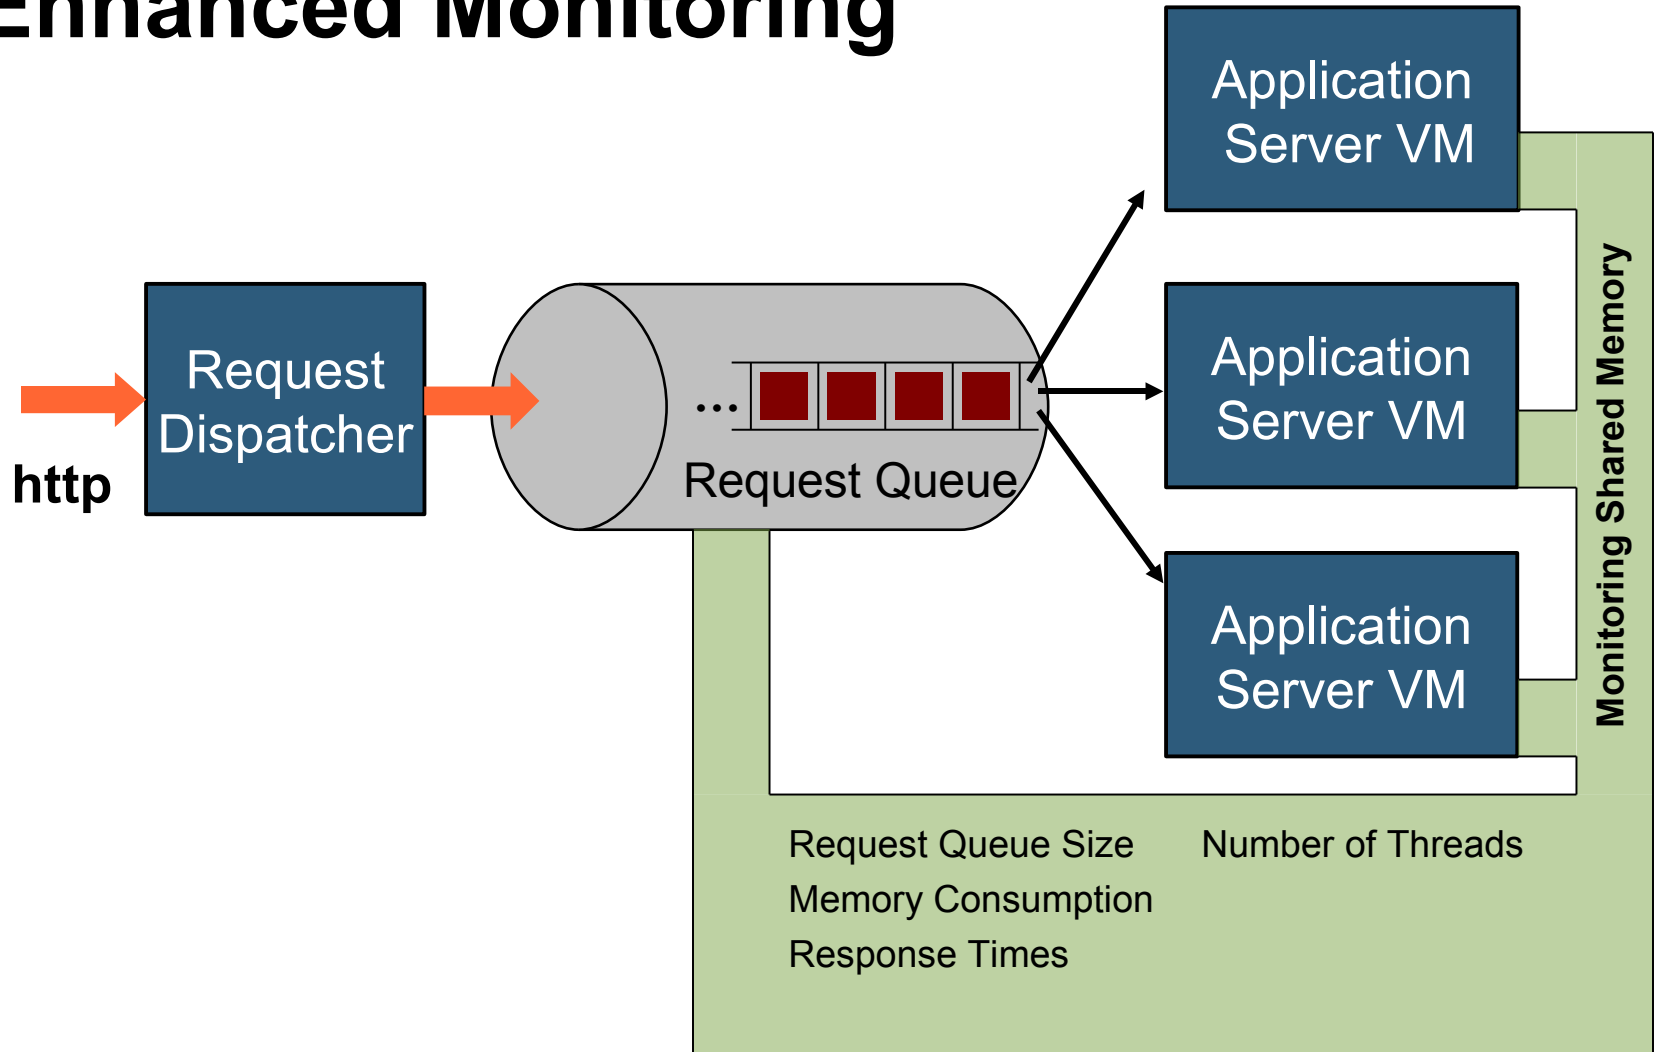 Enhanced Monitoring
Application
Server VM
Request
Dispatcher
http
...
Request Queue
Application
Server VM
Application
Server VM
Monitoring Shared Memory
Request Queue Size
Number of Threads
Memory Consumption
Response Times